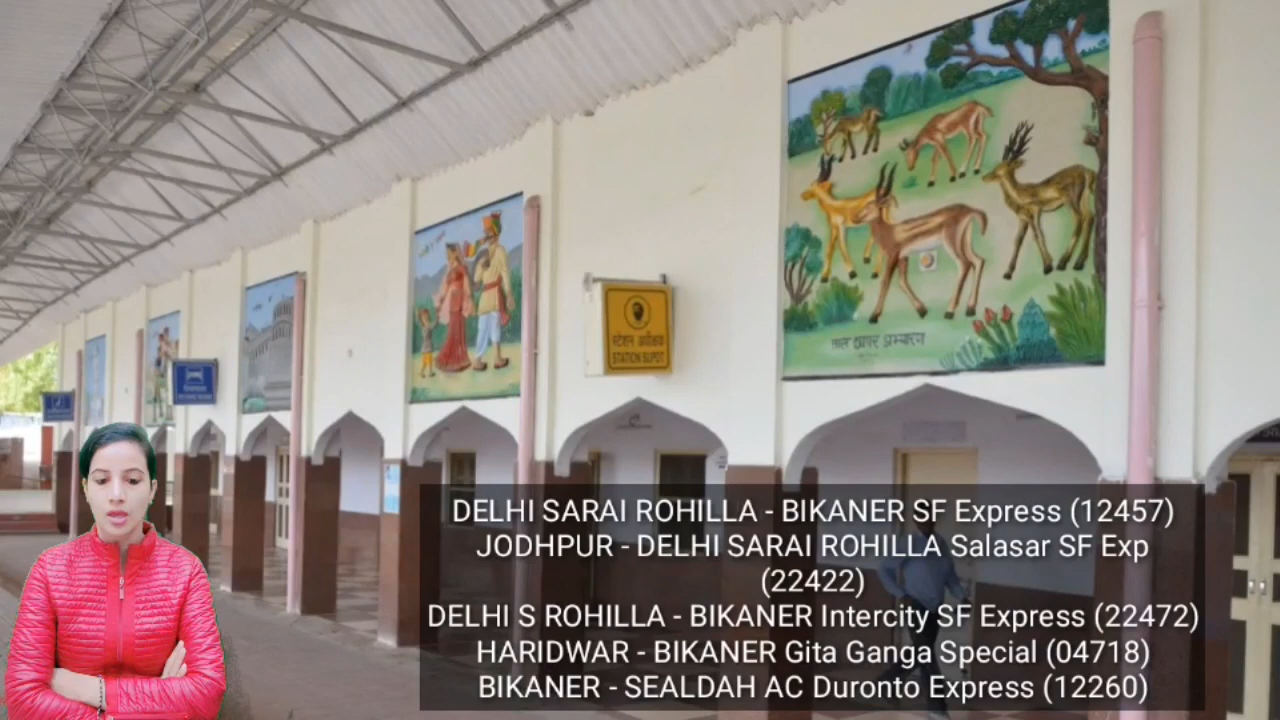 स्टेशन अधीक्षक
STATION SUPDT
DELHI SARAI ROHILLA - BIKANER SF Express (12457)
JODHPUR - DELHI SARAI ROHILLA Salasar SF Exp
(22422)
DELHI S ROHILLA - BIKANER Intercity SF Express (22472)
HARIDWAR - BIKANER Gita Ganga Special (04718)
BIKANER - SEALDAH AC Duronto Express (12260)